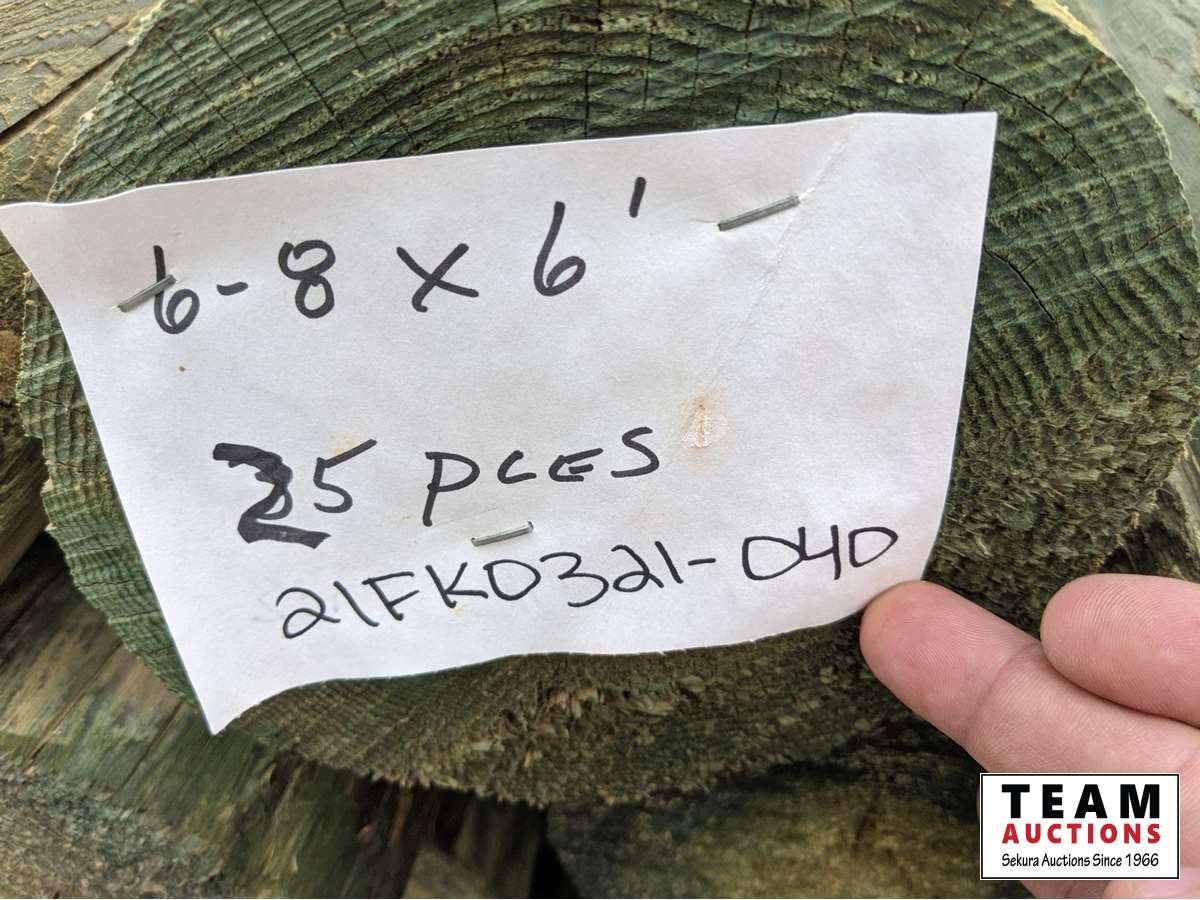 6-8 x 6'
25 PCES
21FK0321-040
TEAM
AUCTIONS
Sekura Auctions Since 1966